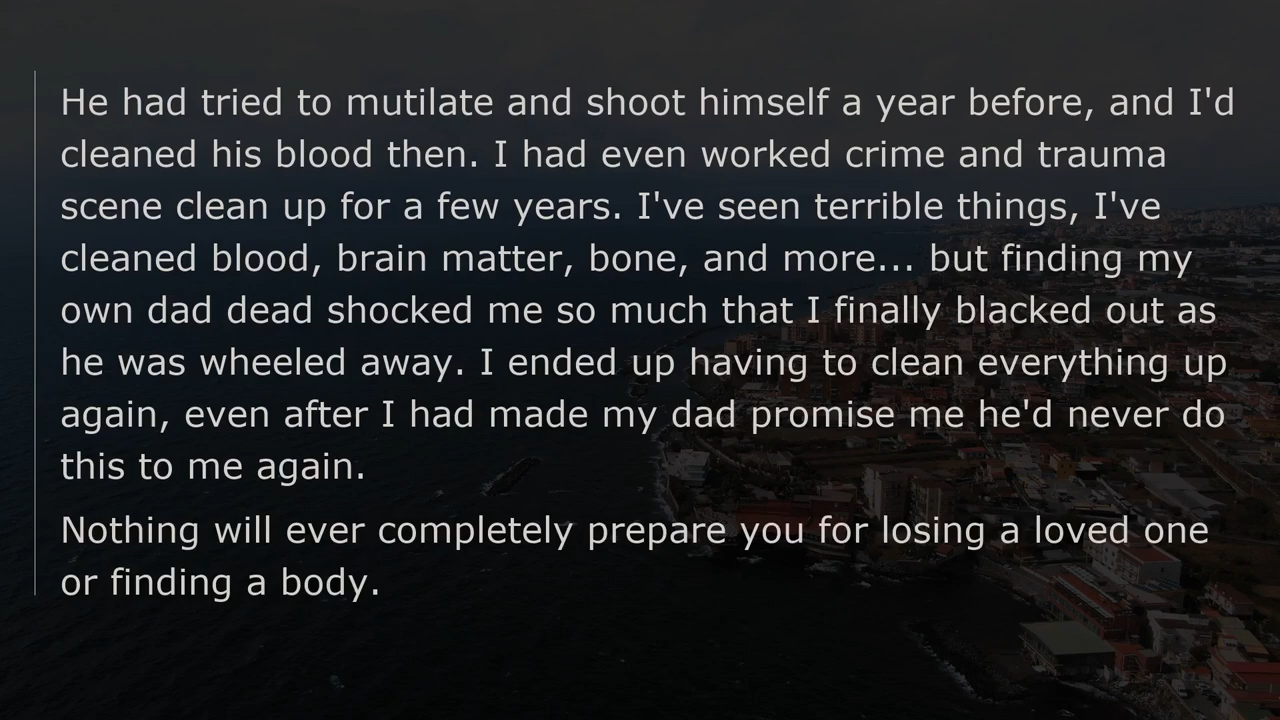 He had tried to mutilate and shoot himself a year before, and I'd
cleaned his blood then. I had even worked crime and trauma
scene clean up for a few years. I've seen terrible things, I've
cleaned blood, brain matter, bone, and more... but finding my
own dad dead shocked me so much that I finally blacked out as
he was wheeled away. I ended up having to clean everything up
again, even after I had made my dad promise me he'd never do
this to me again.
Nothing will ever completely prepare you for losing a loved one
or finding a body.